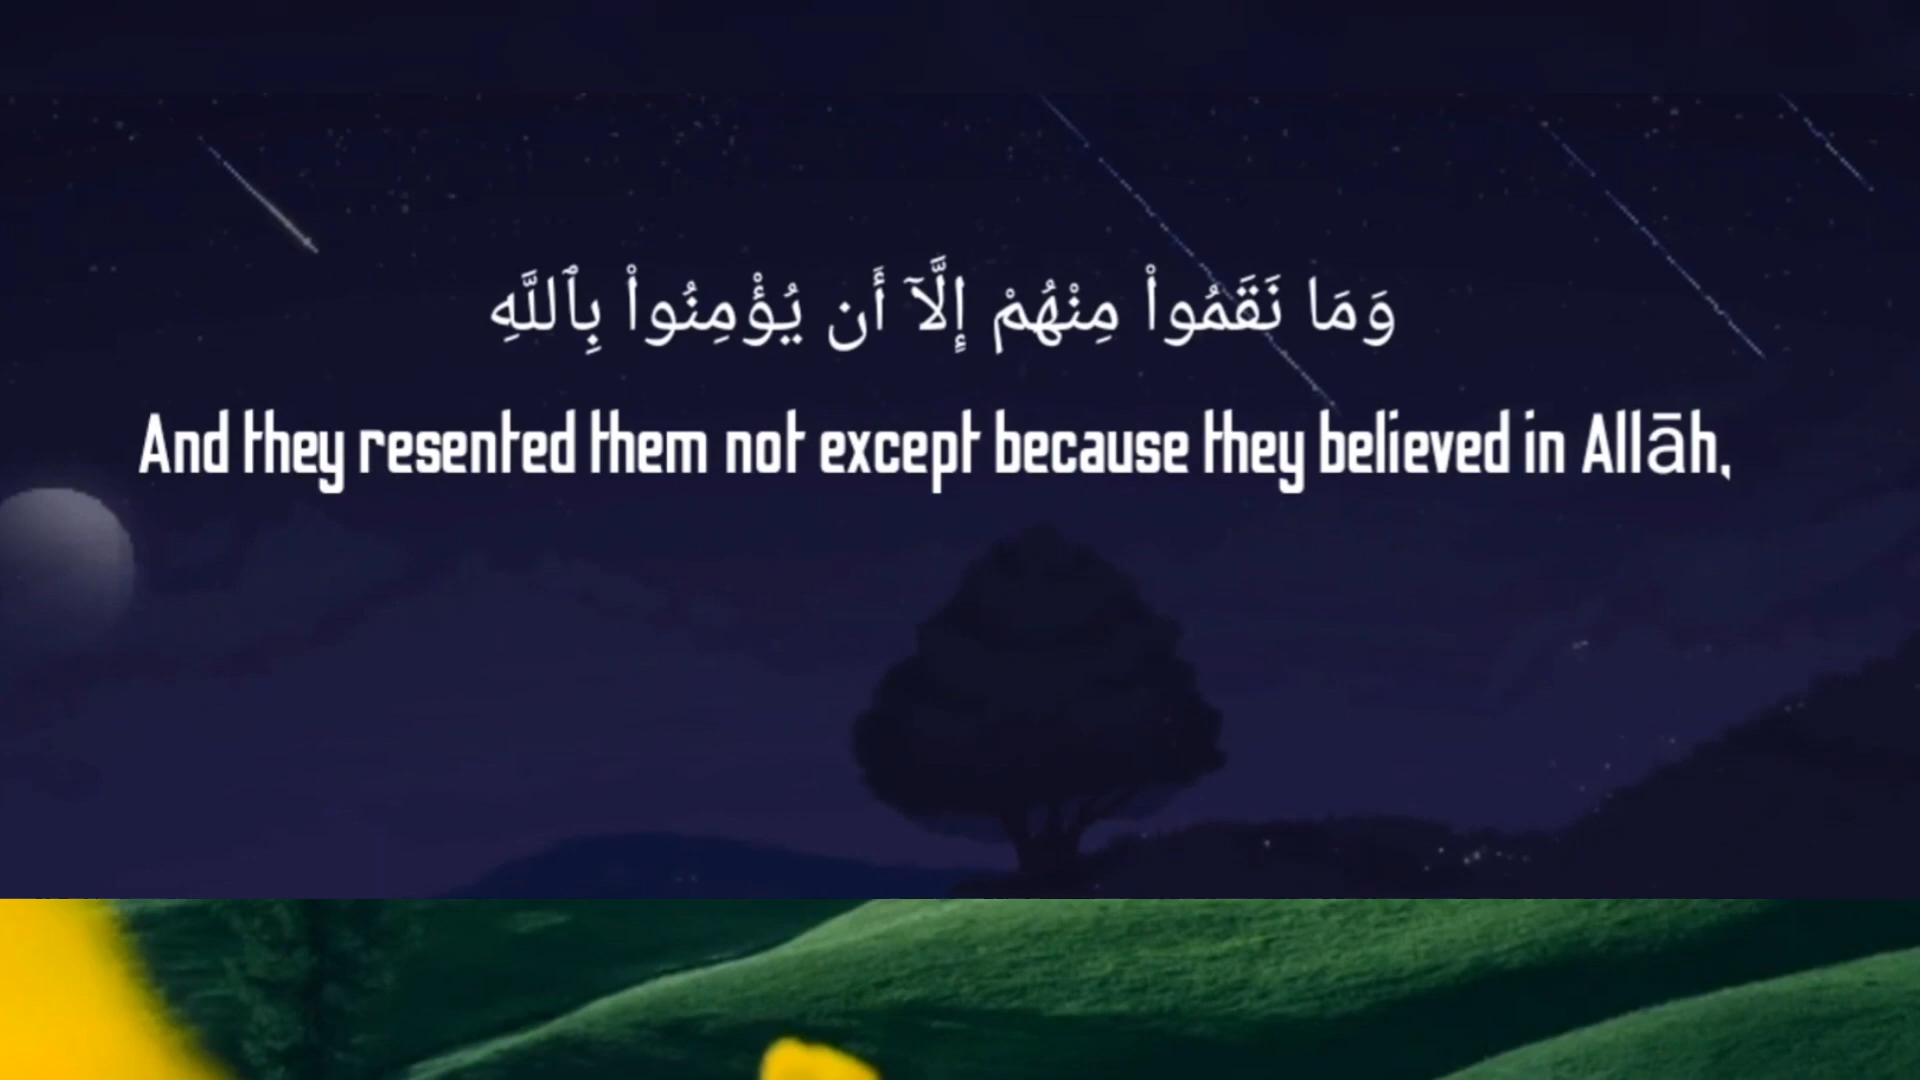 وَمَا نَقَمُوا۟ مِنْهُمْ إِلَّآ أَن يُؤْمِنُوا۟ بِٱللَّهِ
And they resented them not except because they believed in Allāh,